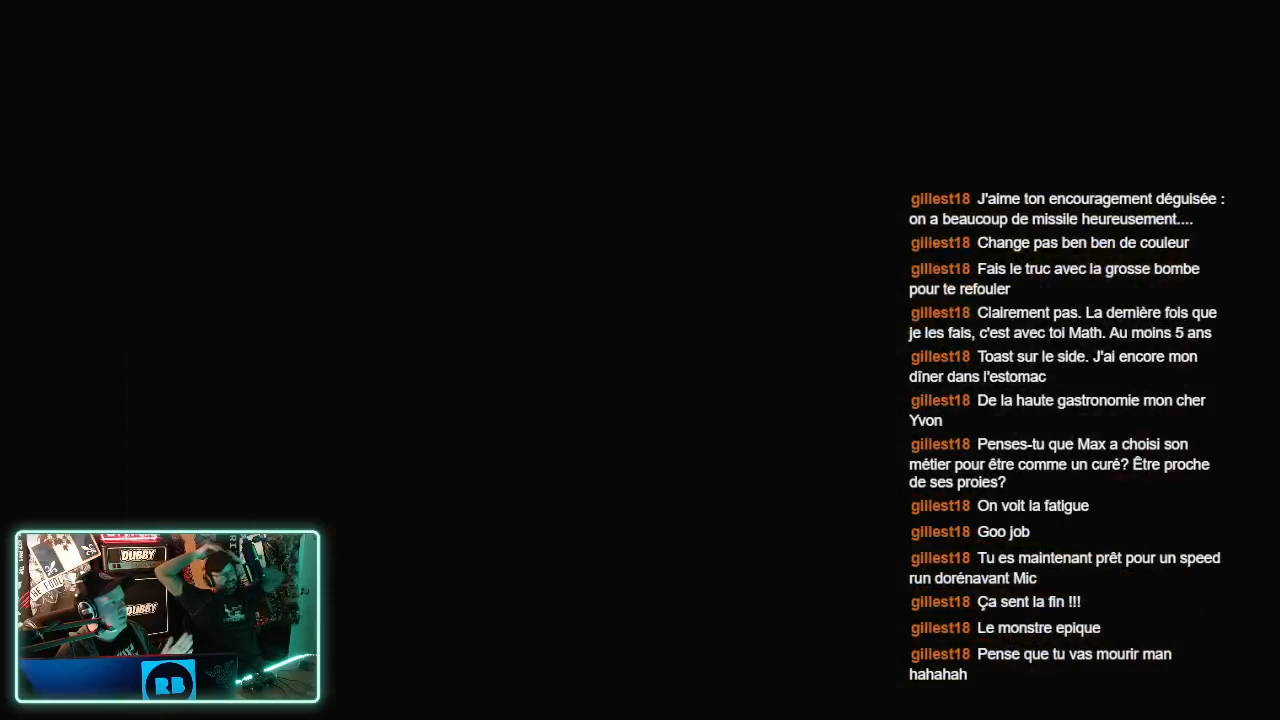 gillest18 J'aime ton encouragement déguisée :
on a beaucoup de missile heureusement....
gillest18 Change pas ben ben de couleur
gillest18 Fais le truc avec la grosse bombe
pour te refouler
gillest18 Clairement pas. La dernière fois que
je les fais, c'est avec toi Math. Au moins 5 ans
gillest18 Toast sur le side. J'ai encore mon
dîner dans l'estomac
gillest18 De la haute gastronomie mon cher
Yvon
gillest18 Penses-tu que Max a choisi son
métier pour être comme un curé? Être proche
de ses proies?
gillest18 On voit la fatigue
gillest18 Goo job
gillest18 Tu es maintenant prêt pour un speed
run dorénavant Mic
gillest18 Ça sent la fin !!!
gillest18 Le monstre epique
gillest18 Pense que tu vas mourir man
hahahah
DUBBY
DUBBY
RB